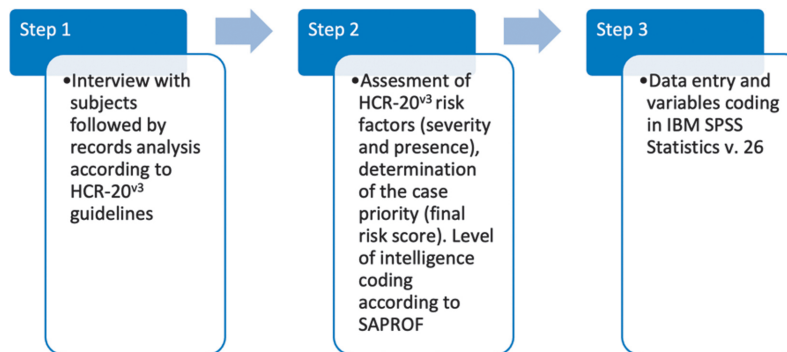 Step 1
•Interview with
subjects
followed by
records analysis
according to
HCR-20ᵛ³
guidelines
Step 2
•Assesment of
HCR-20ᵛ³ risk
factors (severity
and presence),
determination
of the case
priority (final
risk score). Level
of intelligence
coding
according to
SAPROF
Step 3
•Data entry and
variables coding
in IBM SPSS
Statistics v. 26